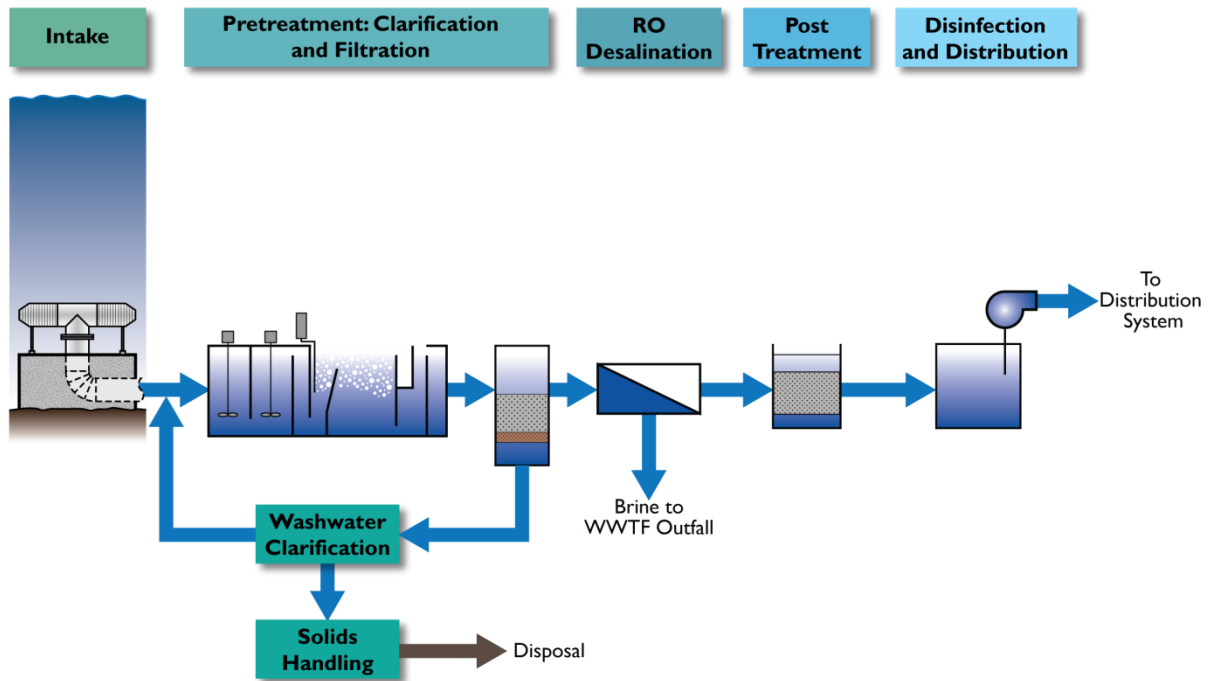 Intake
Pretreatment: Clarification
and Filtration
RO
Desalination
Post
Treatment
Disinfection
and Distribution
To
Distribution
System
Brine to
WWTF Outfall
Washwater
Clarification
Solids
Handling
Disposal